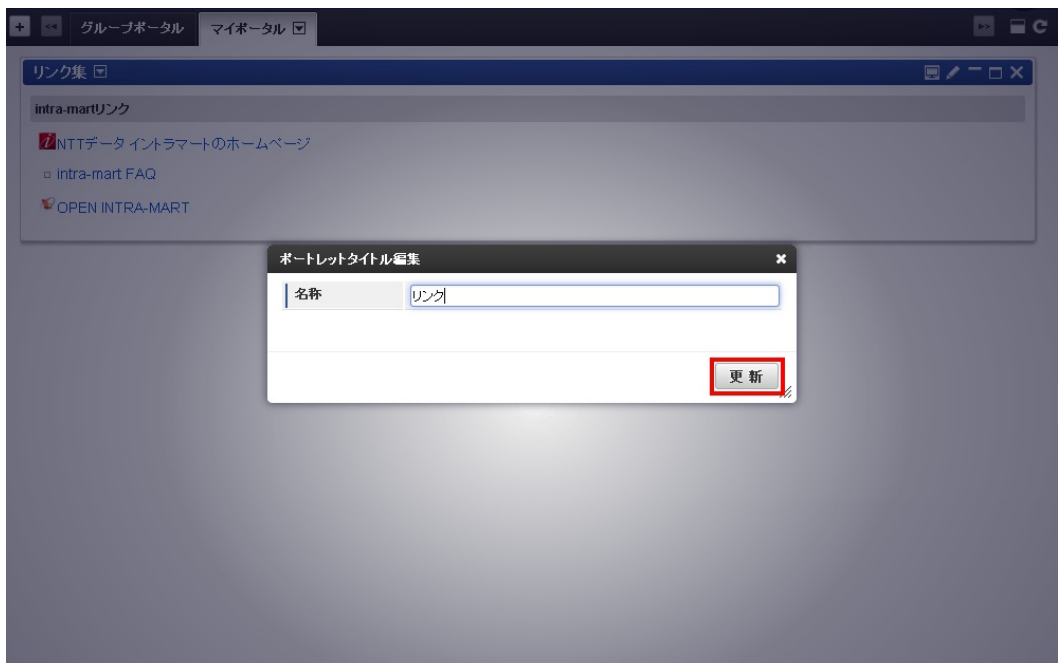 グループポータル マイポータル
リンク集
intra-martリンク
NTTデータ イントラマートのホームページ
intra-mart FAQ
OPEN INTRA-MART
ポートレットタイトル編集
名称 リンク
更新